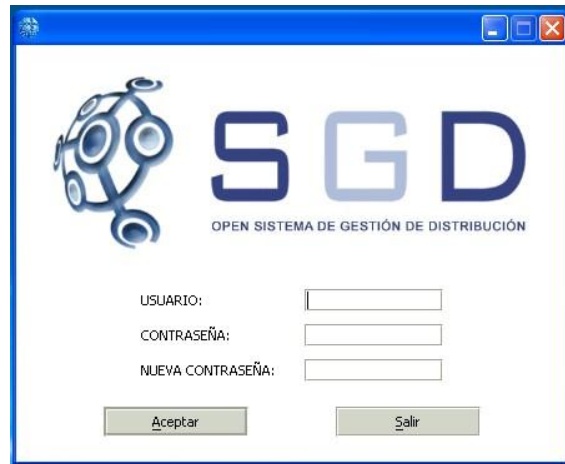 SGD
OPEN SISTEMA DE GESTIÓN DE DISTRIBUCIÓN
USUARIO:
CONTRASEÑA:
NUEVA CONTRASEÑA:
Aceptar Salir